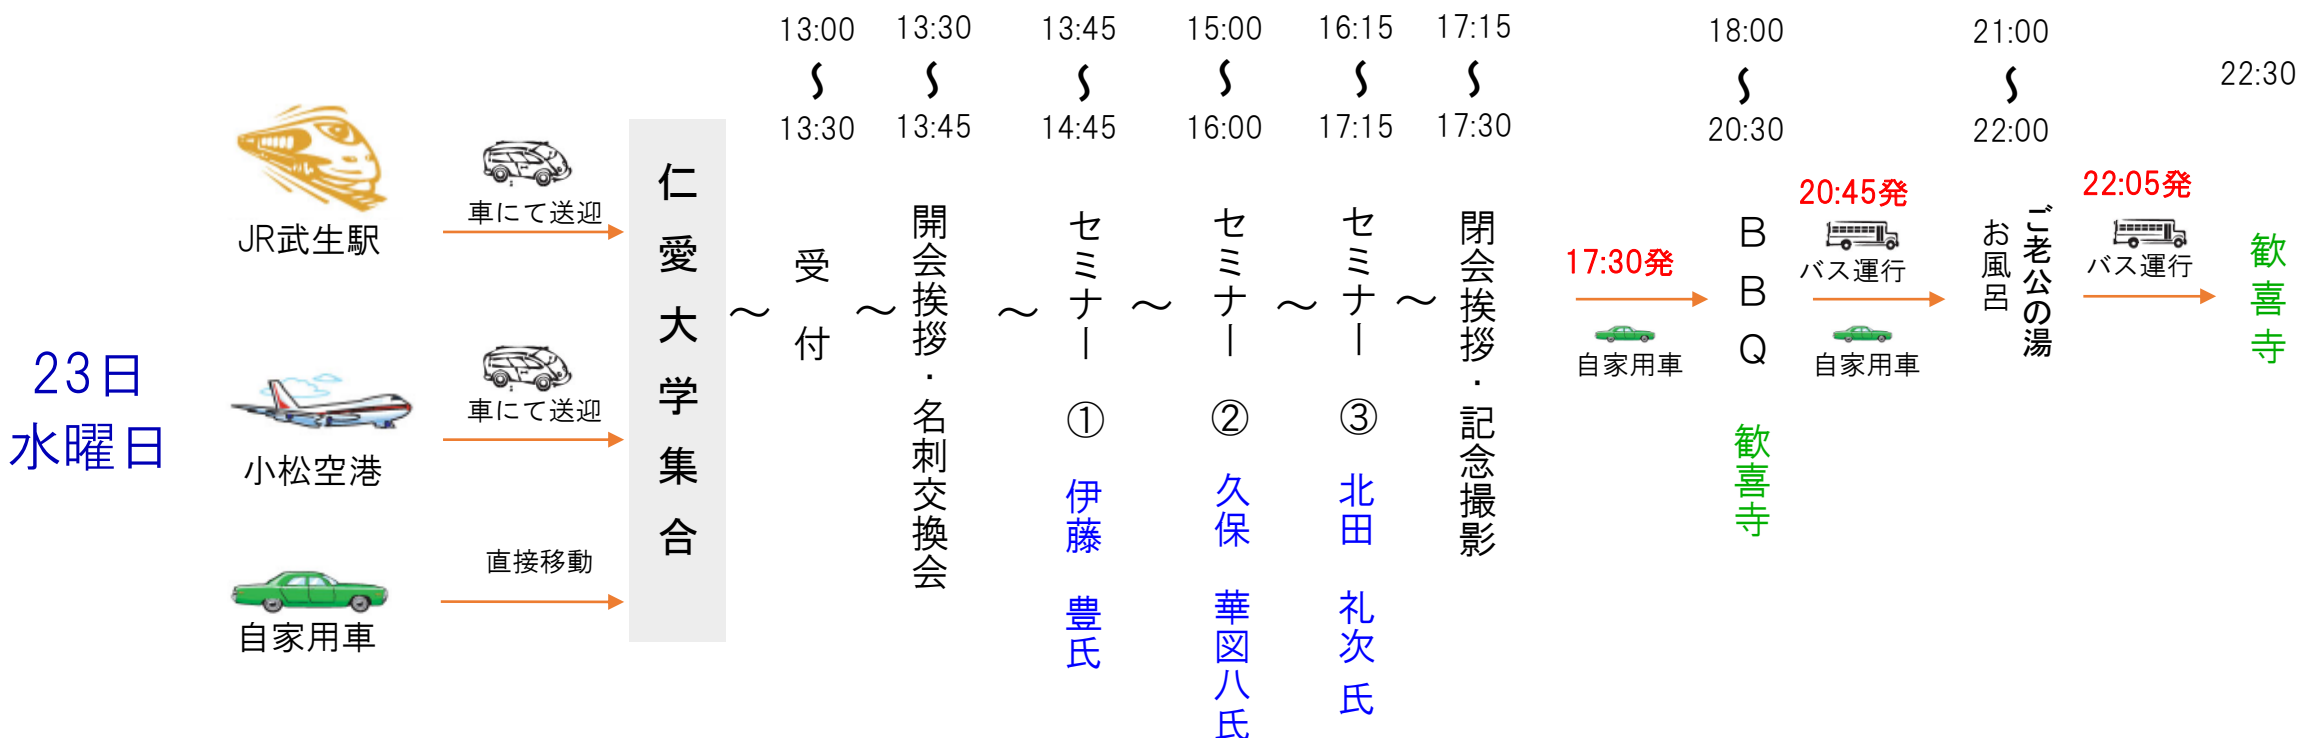 23日
水曜日
JR武生駅
車にて送迎
小松空港
車にて送迎
自家用車
直接移動
仁愛大学集合
～
13:00
～
13:30
受付
～
13:30
～
13:45
開会挨拶・名刺交換会
～
13:45
～
14:45
セミナー ①
伊藤 豊氏
～
15:00
～
16:00
セミナー ②
久保 華図八氏
～
16:15
～
17:15
セミナー ③
北田 礼次 氏
～
17:15
～
17:30
閉会挨拶・記念撮影
17:30発
自家用車
18:00
～
20:30
BBQ
歓喜寺
20:45発
バス運行
自家用車
21:00
～
22:00
ご老公の湯
お風呂
22:05発
バス運行
22:30
歓喜寺